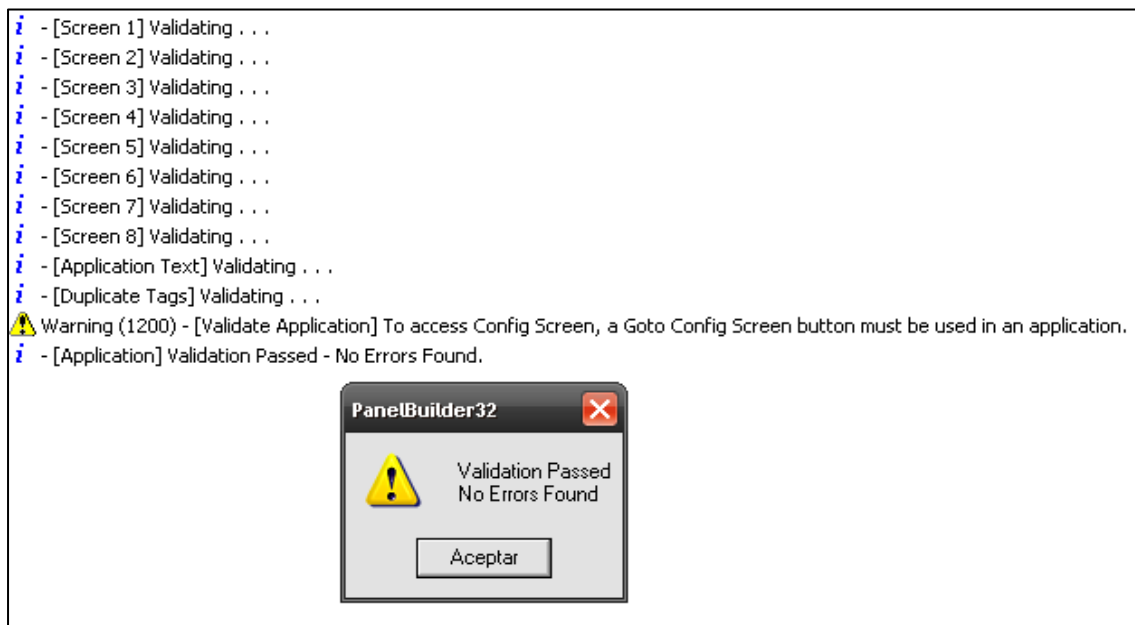 i - [Screen 1] Validating . . .
i - [Screen 2] Validating . . .
i - [Screen 3] Validating . . .
i - [Screen 4] Validating . . .
i - [Screen 5] Validating . . .
i - [Screen 6] Validating . . .
i - [Screen 7] Validating . . .
i - [Screen 8] Validating . . .
i - [Application Text] Validating . . .
i - [Duplicate Tags] Validating . . .
Warning (1200) - [Validate Application] To access Config Screen, a Goto Config Screen button must be used in an application.
i - [Application] Validation Passed - No Errors Found.
PanelBuilder32
Validation Passed
No Errors Found
Aceptar